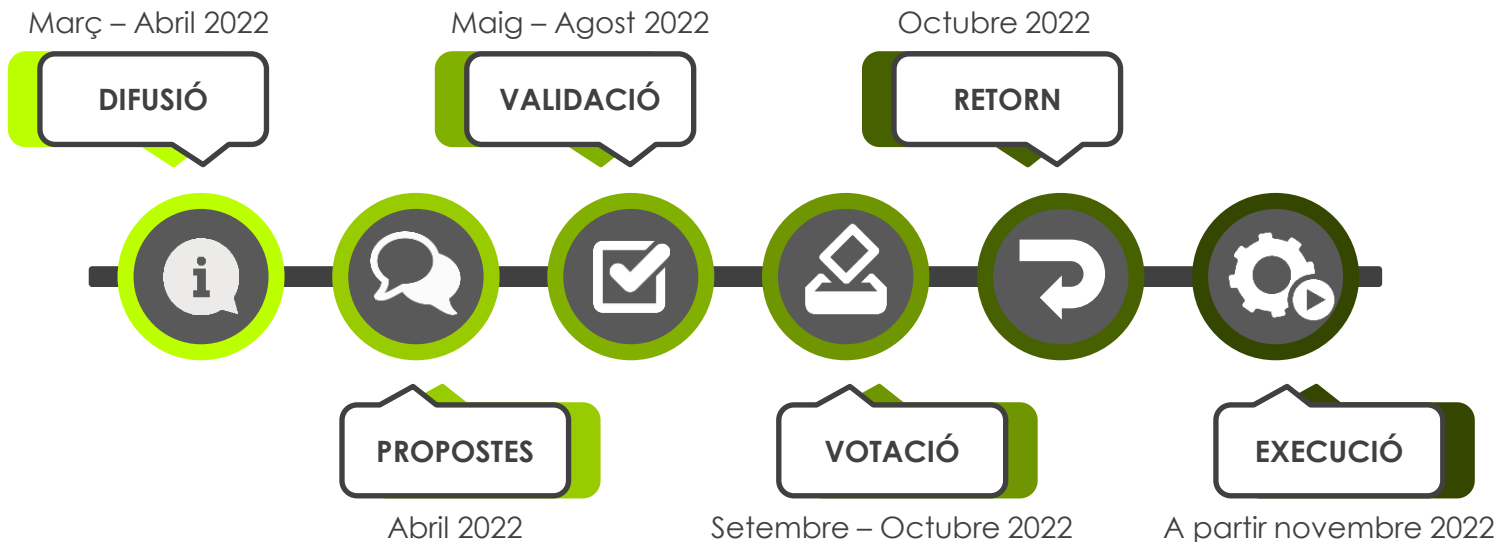 Març – Abril 2022
Maig – Agost 2022
Octubre 2022
DIFUSIÓ
VALIDACIÓ
RETORN
i
PROPOSTES
VOTACIÓ
EXECUCIÓ
Abril 2022
Setembre – Octubre 2022
A partir novembre 2022